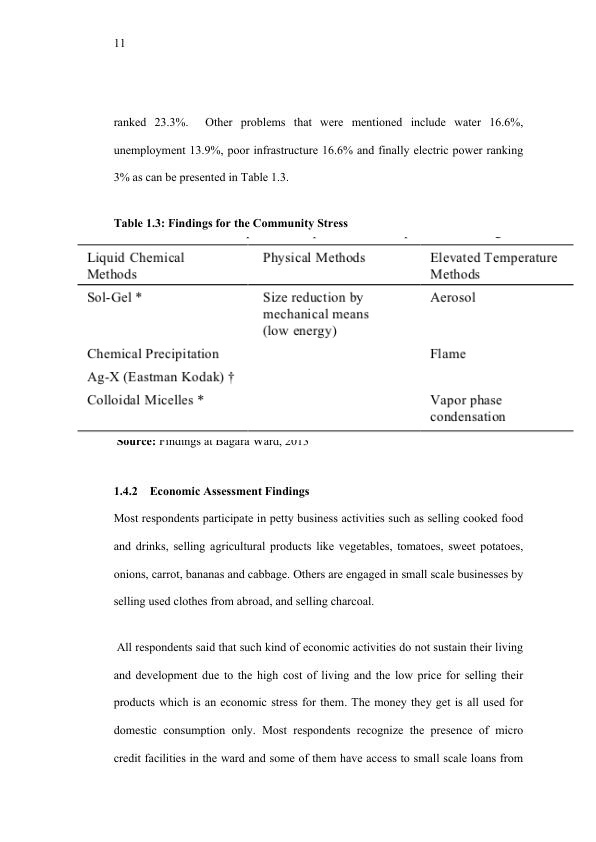 11
ranked 23.3%. Other problems that were mentioned include water 16.6%,
unemployment 13.9%, poor infrastructure 16.6% and finally electric power ranking
3% as can be presented in Table 1.3.
Table 1.3: Findings for the Community Stress
Liquid Chemical Methods Physical Methods Elevated Temperature Methods
Sol-Gel * Size reduction by mechanical means (low energy) Aerosol
Chemical Precipitation Flame
Ag-X (Eastman Kodak) †
Colloidal Micelles * Vapor phase condensation
Source: Findings at Bagara Ward, 2013
1.4.2 Economic Assessment Findings
Most respondents participate in petty business activities such as selling cooked food
and drinks, selling agricultural products like vegetables, tomatoes, sweet potatoes,
onions, carrot, bananas and cabbage. Others are engaged in small scale businesses by
selling used clothes from abroad, and selling charcoal.
All respondents said that such kind of economic activities do not sustain their living
and development due to the high cost of living and the low price for selling their
products which is an economic stress for them. The money they get is all used for
domestic consumption only. Most respondents recognize the presence of micro
credit facilities in the ward and some of them have access to small scale loans from